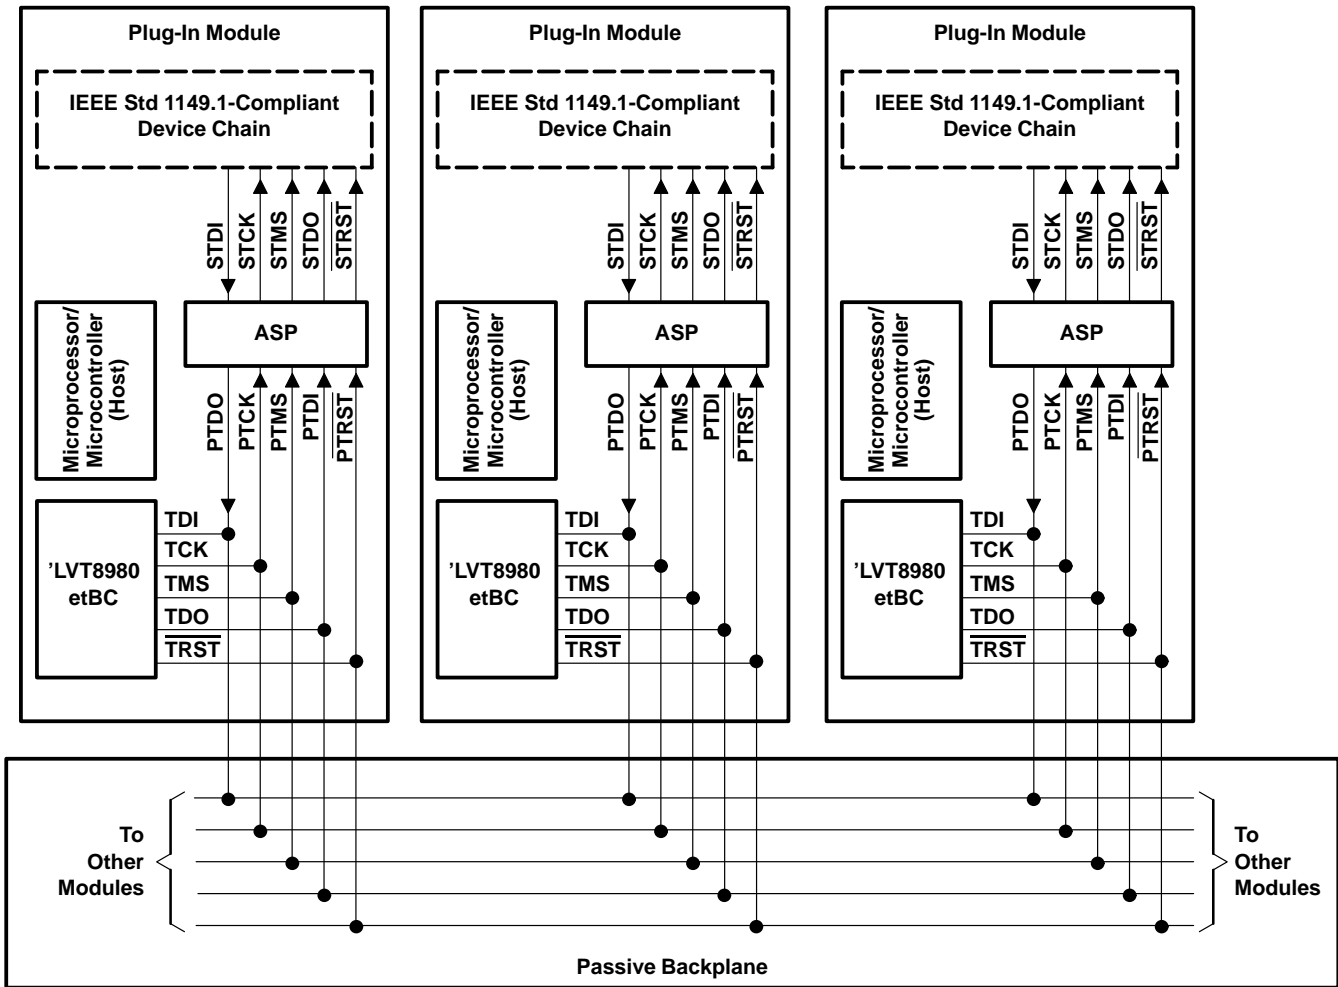 Plug-In Module
IEEE Std 1149.1-Compliant
Device Chain
STDI
STCK
STMS
STDO
STRST
Microprocessor/
Microcontroller
(Host)
ASP
PTDO
PTCK
PTMS
PTDI
PTRST
'LVT8980
etBC
TDI
TCK
TMS
TDO
TRST
Plug-In Module
IEEE Std 1149.1-Compliant
Device Chain
STDI
STCK
STMS
STDO
STRST
Microprocessor/
Microcontroller
(Host)
ASP
PTDO
PTCK
PTMS
PTDI
PTRST
'LVT8980
etBC
TDI
TCK
TMS
TDO
TRST
Plug-In Module
IEEE Std 1149.1-Compliant
Device Chain
STDI
STCK
STMS
STDO
STRST
Microprocessor/
Microcontroller
(Host)
ASP
PTDO
PTCK
PTMS
PTDI
PTRST
'LVT8980
etBC
TDI
TCK
TMS
TDO
TRST
To
Other
Modules
To
Other
Modules
Passive Backplane